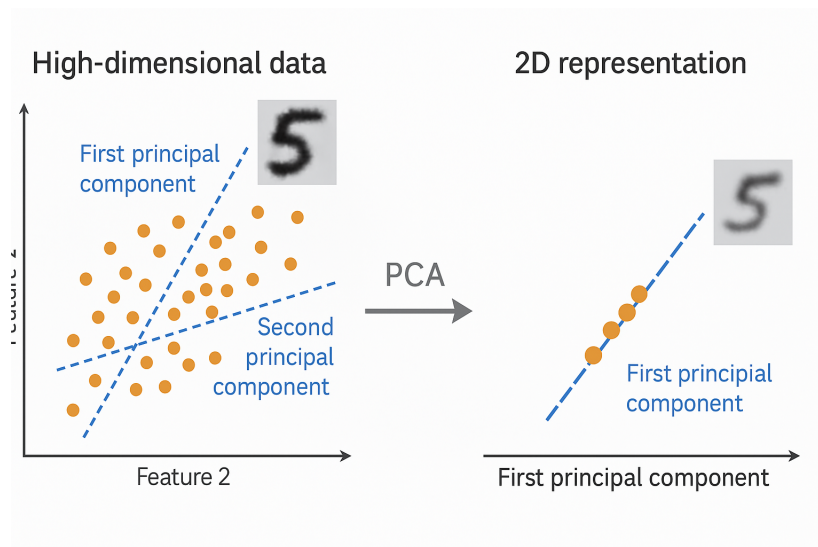 High-dimensional data
2D representation
First principal
component
5
5
PCA
Second
principal
component
First principial
component
2
Feature 2
First principal component